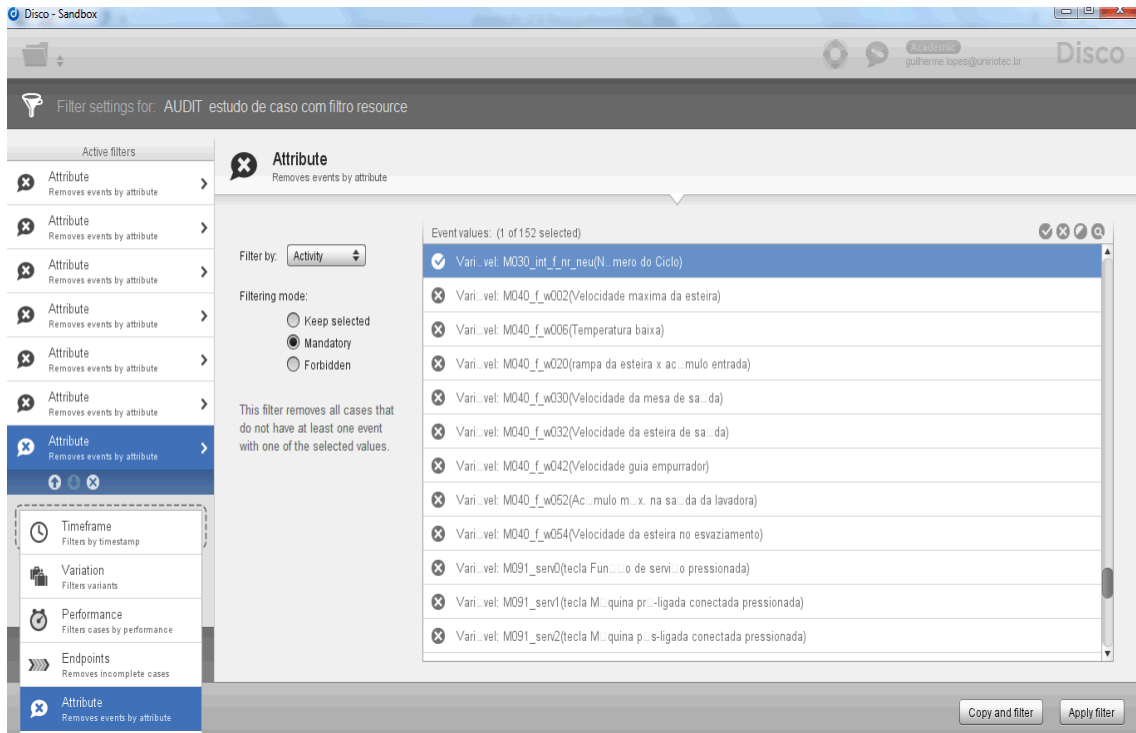 Disco - Sandbox
Academic
guilherme.lopes@uniriotec.br
Disco
Filter settings for: AUDIT estudo de caso com filtro resource
Active filters
Attribute
Removes events by attribute
Attribute
Removes events by attribute
Attribute
Removes events by attribute
Attribute
Removes events by attribute
Attribute
Removes events by attribute
Attribute
Removes events by attribute
Attribute
Removes events by attribute
Timeframe
Filters by timestamp
Variation
Filters variants
Performance
Filters cases by performance
Endpoints
Removes incomplete cases
Attribute
Removes events by attribute
Attribute
Removes events by attribute
Filter by: Activity
Filtering mode:
Keep selected
Mandatory
Forbidden
This filter removes all cases that
do not have at least one event
with one of the selected values.
Event values: (1 of 152 selected)
Vari□vel: M030_int_f_nr_neu(N□mero do Ciclo)
Vari□vel: M040_f_w002(Velocidade maxima da esteira)
Vari□vel: M040_f_w006(Temperatura baixa)
Vari□vel: M040_f_w020(rampa da esteira x ac□mulo entrada)
Vari□vel: M040_f_w030(Velocidade da mesa de sa□da)
Vari□vel: M040_f_w032(Velocidade da esteira de sa□da)
Vari□vel: M040_f_w042(Velocidade guia empurrador)
Vari□vel: M040_f_w052(Ac□mulo m□x. na sa□da da lavadora)
Vari□vel: M040_f_w054(Velocidade da esteira no esvaziamento)
Vari□vel: M091_serv0(tecla Fun□□o de servi□o pressionada)
Vari□vel: M091_serv1(tecla M□quina pr□-ligada conectada pressionada)
Vari□vel: M091_serv2(tecla M□quina p□s-ligada conectada pressionada)
Copy and filter
Apply filter